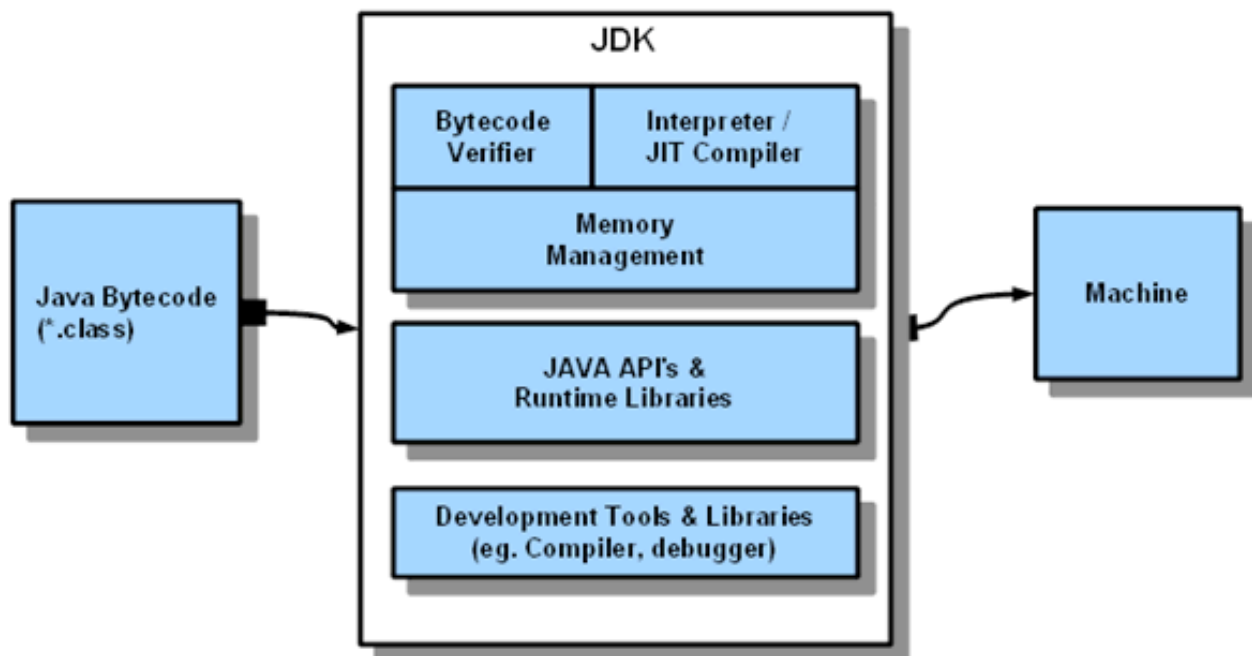 JDK
Bytecode
Verifier
Interpreter /
JIT Compiler
Memory
Management
Java Bytecode
(*.class)
Machine
JAVA API's &
Runtime Libraries
Development Tools & Libraries
(eg. Compiler, debugger)